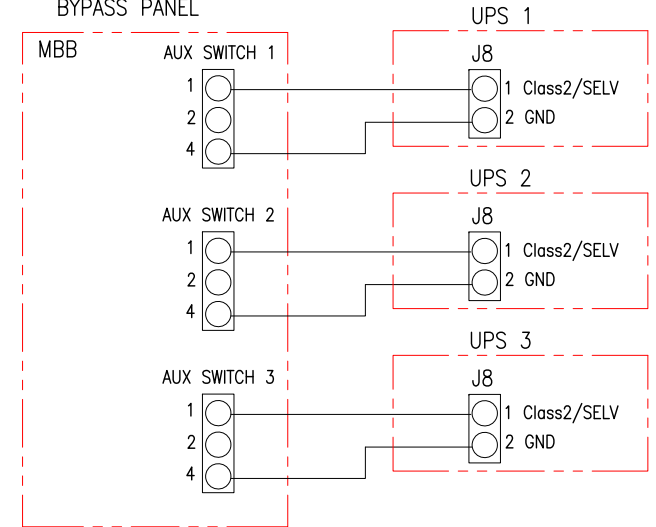 BYPASS PANEL
MBB
AUX SWITCH 1
1
2
4
UPS 1
J8
1 Class2/SELV
2 GND
AUX SWITCH 2
1
2
4
UPS 2
J8
1 Class2/SELV
2 GND
AUX SWITCH 3
1
2
4
UPS 3
J8
1 Class2/SELV
2 GND